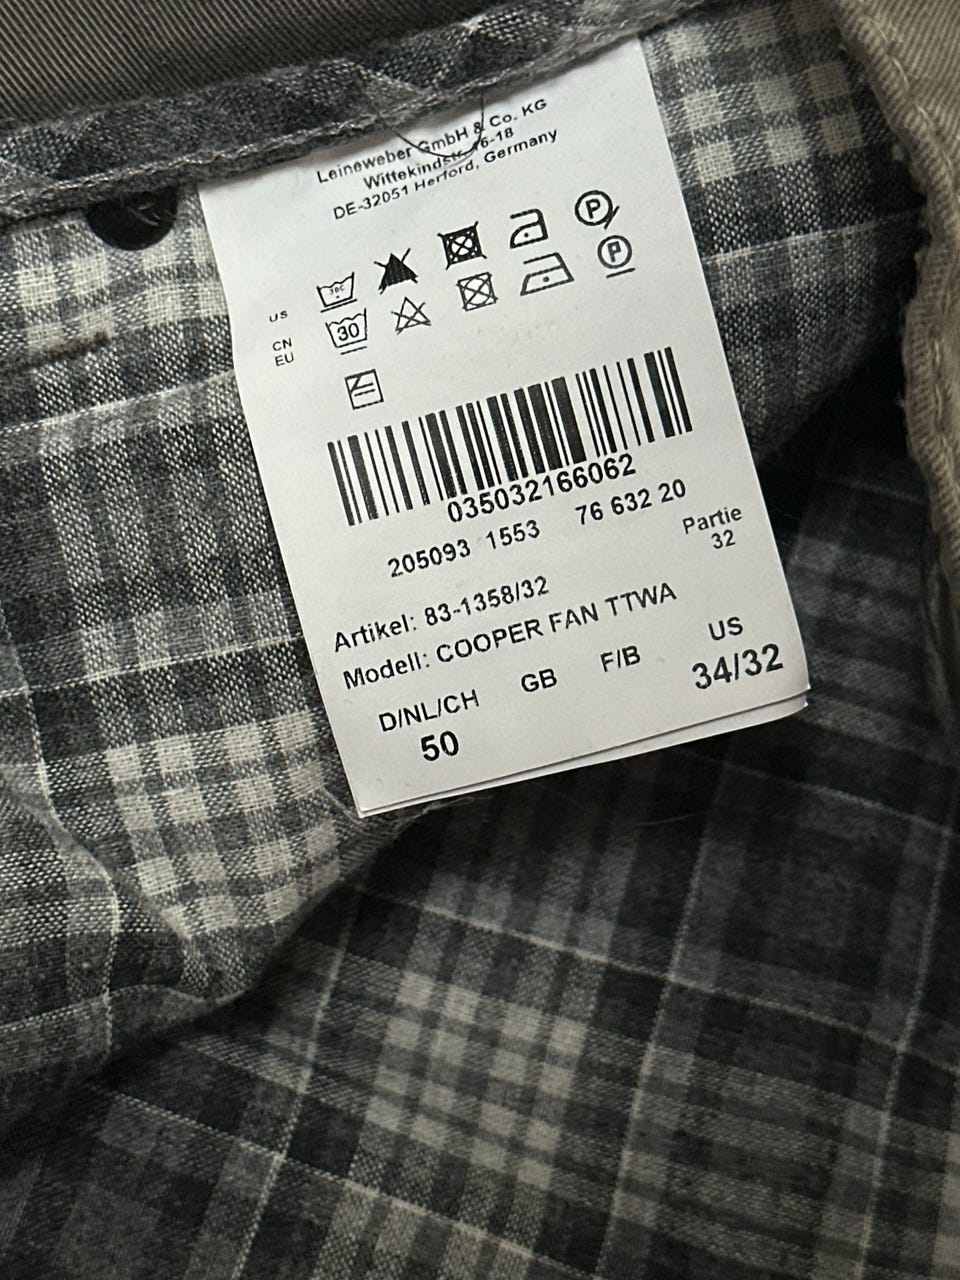 Leineweber GmbH & Co. KG
Wittekindstr. 16-18
DE-32051 Herford, Germany
US
30C
P
CN
EU
30
P
035032166062
205093 1553 76 632 20
Partie
32
Artikel: 83-1358/32
Modell: COOPER FAN TTWA
D/NL/CH GB F/B US
50 34/32